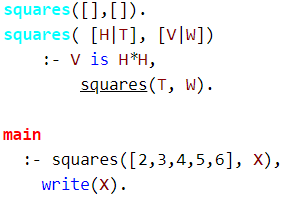 squares([],[]).
squares( [H|T], [V|W])
:- V is H*H,
squares(T, W).
main
:- squares([2,3,4,5,6], X),
write(X).